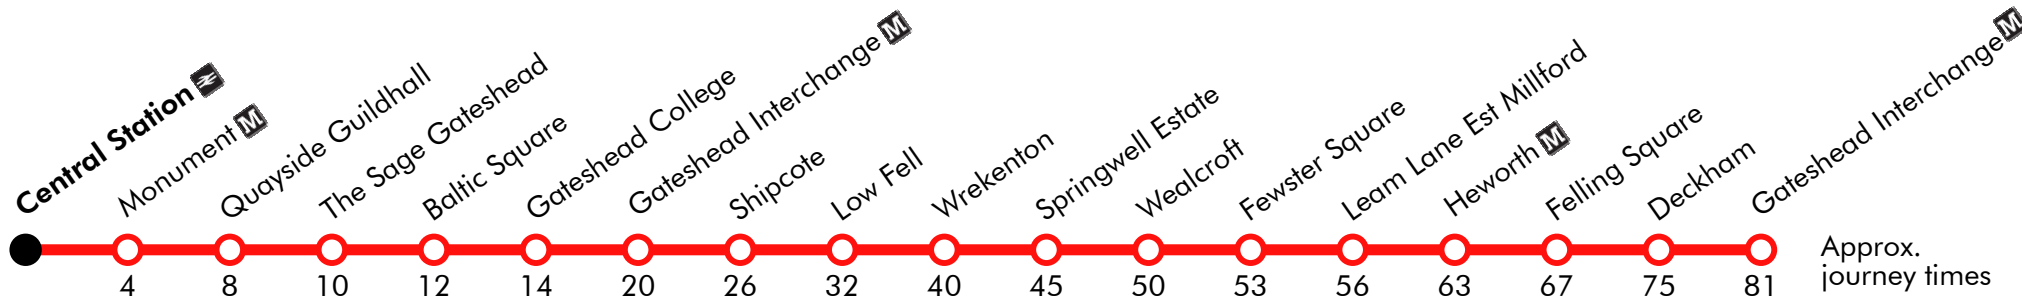 Central Station
Monument M
Quayside Guildhall
The Sage Gateshead
Baltic Square
Gateshead College
Gateshead Interchange M
Shipcote
Low Fell
Wrekenton
Springwell Estate
Wealcroft
Fewster Square
Leam Lane Est Millford
Heworth M
Felling Square
Deckham
Gateshead Interchange M
4 8 10 12 14 20 26 32 40 45 50 53 56 63 67 75 81
Approx.
journey times